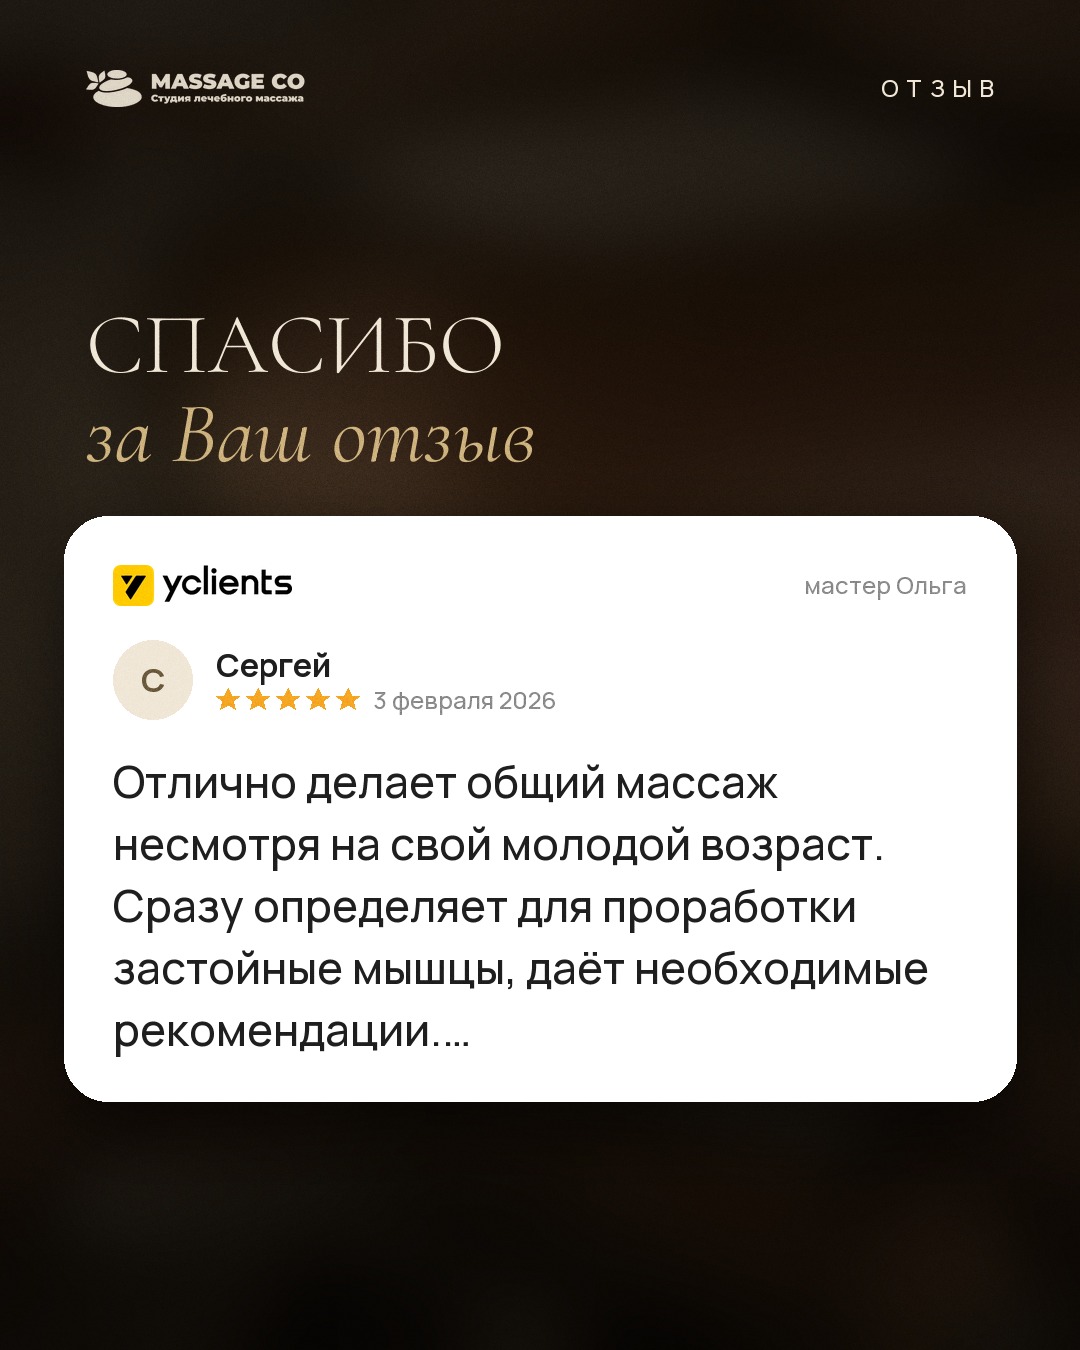 MASSAGE CO
Студия лечебного массажа
ОТЗЫВ
СПАСИБО
за Ваш отзыв
yclients
мастер Ольга
С
Сергей
3 февраля 2026
Отлично делает общий массаж
несмотря на свой молодой возраст.
Сразу определяет для проработки
застойные мышцы, даёт необходимые
рекомендации.…